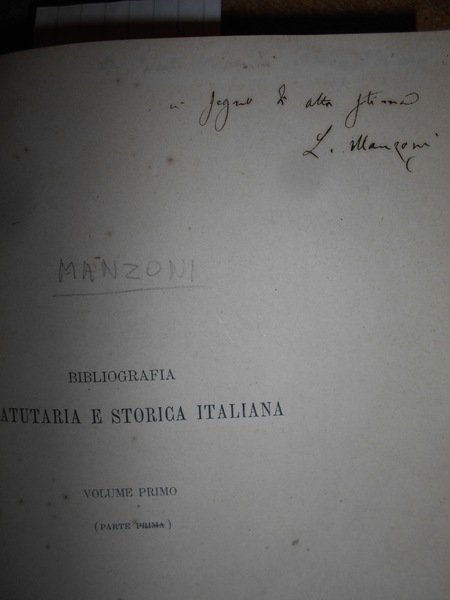 in segno di alta stima
L. Manzoni
MANZONI
BIBLIOGRAFIA
ATUTARIA E STORICA ITALIANA
VOLUME PRIMO
(PARTE PRIMA)